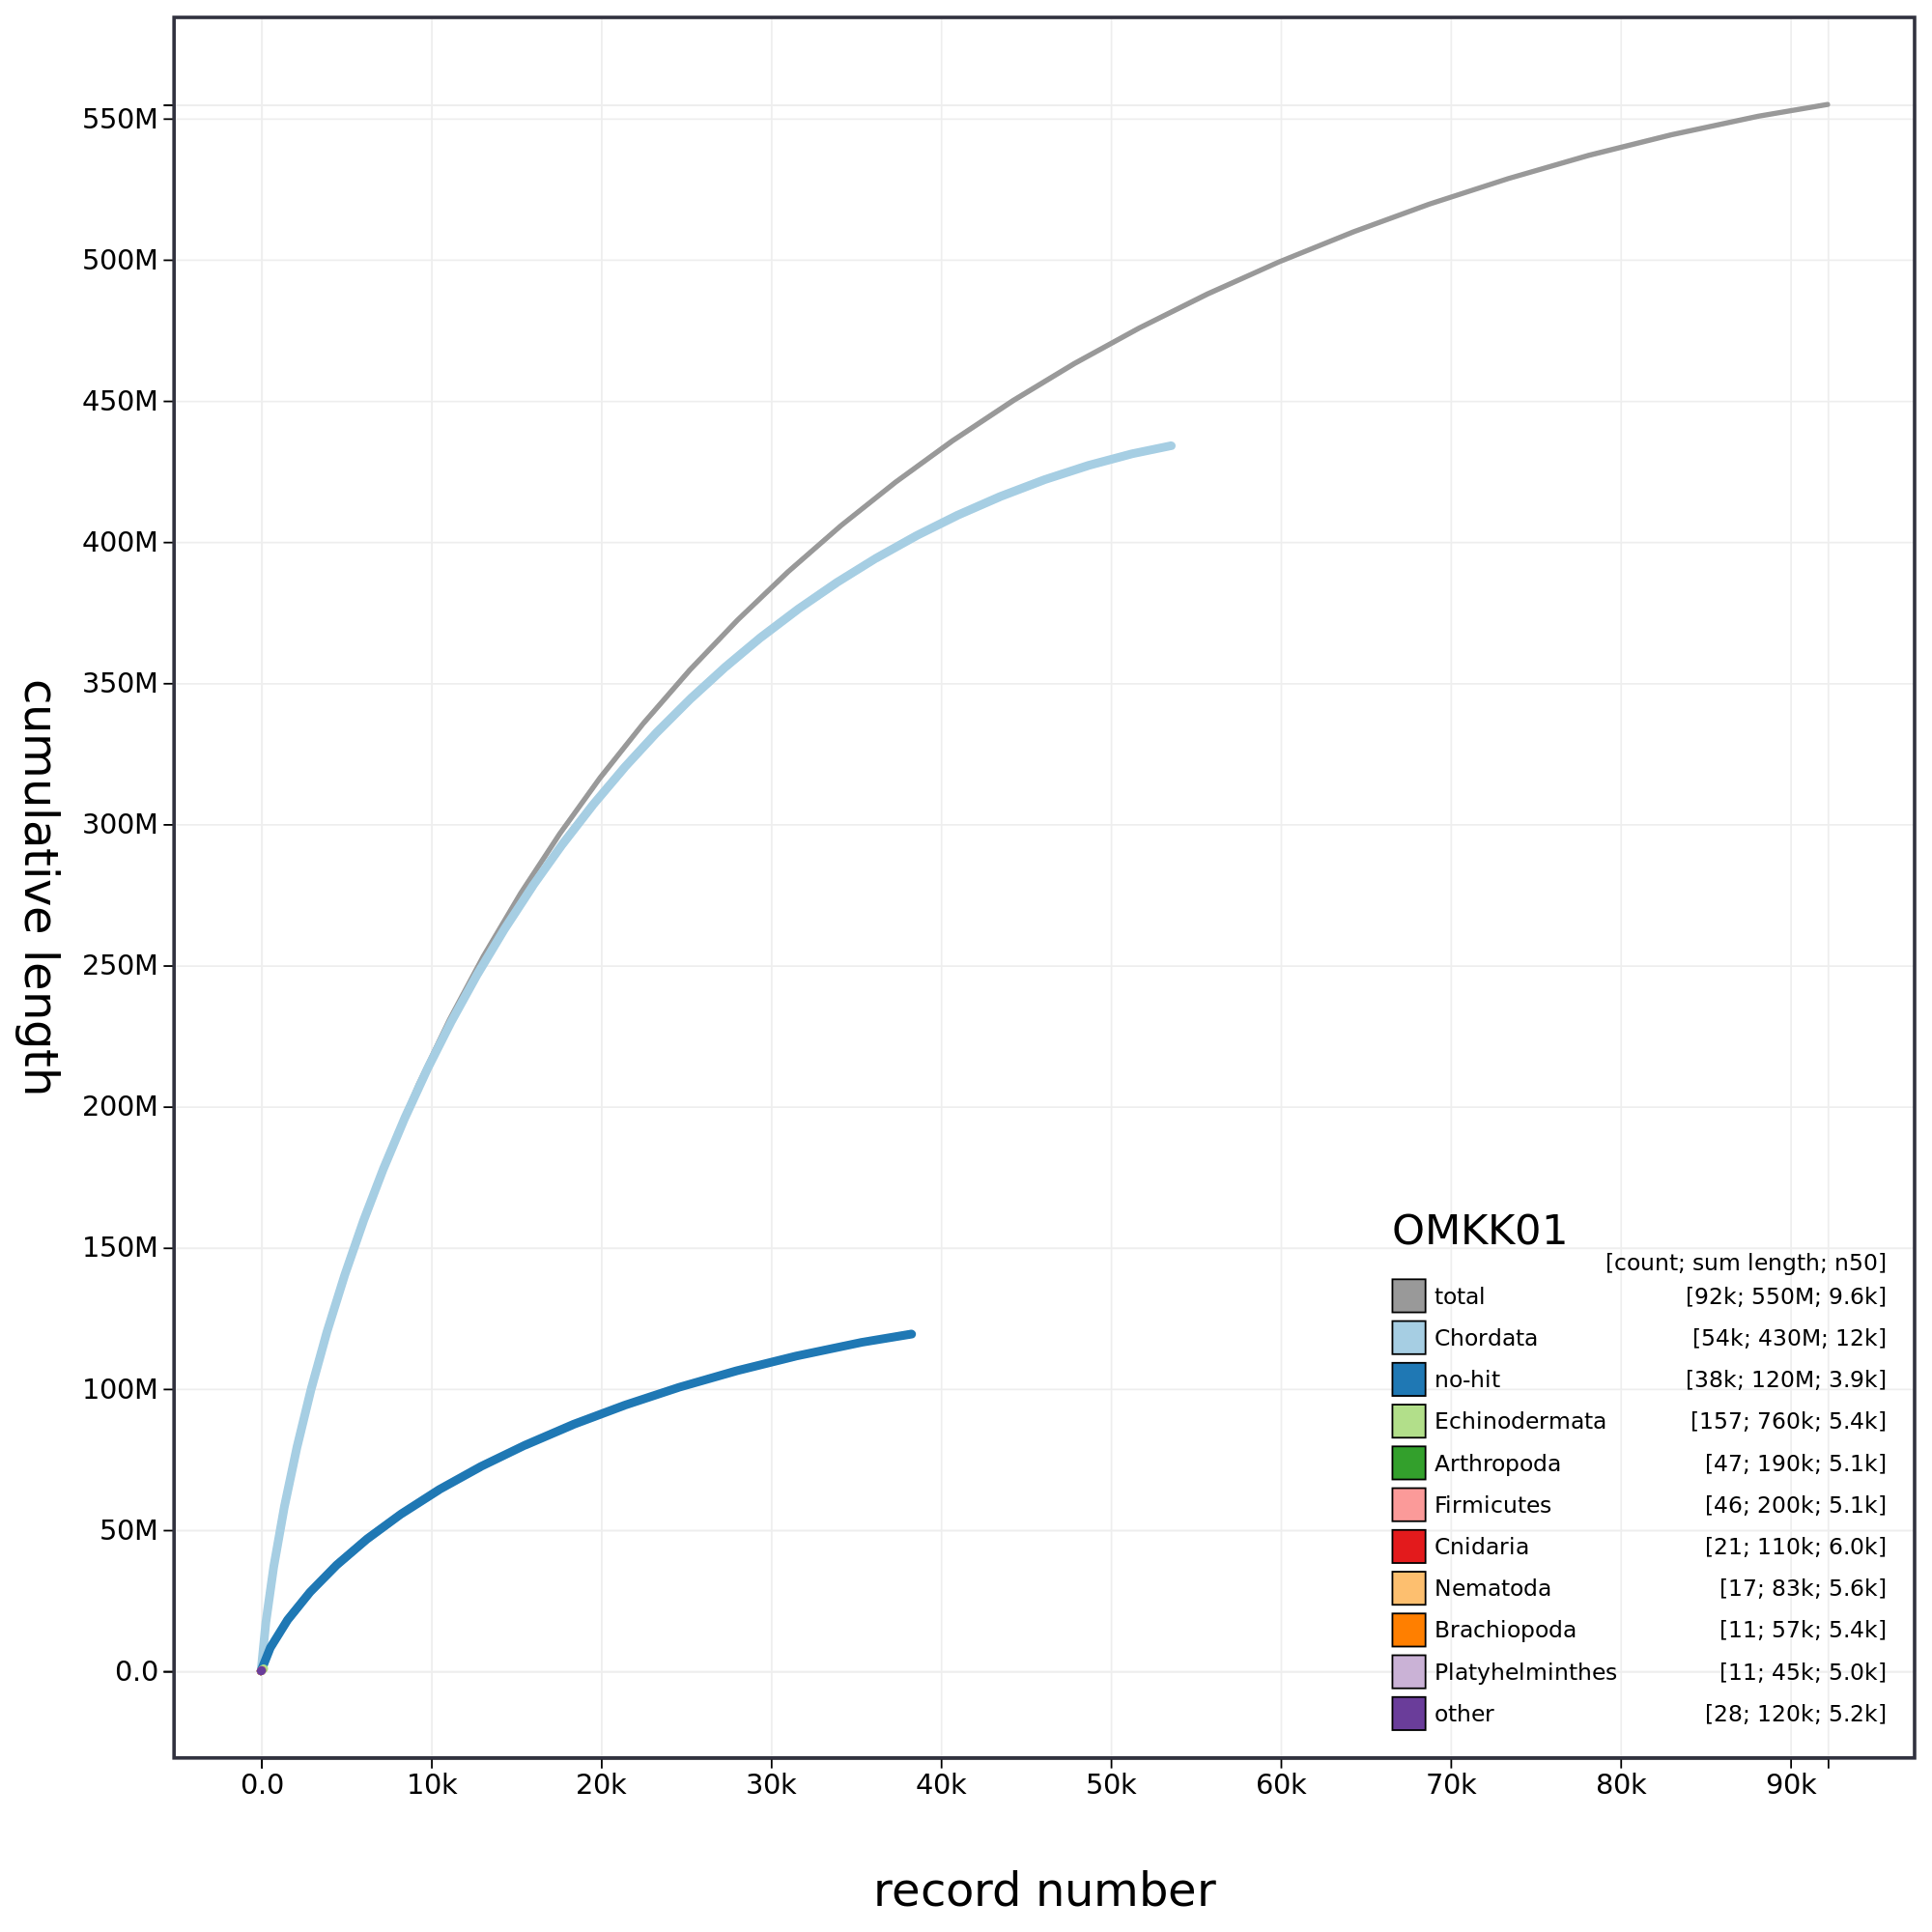 550M
500M
450M
400M
350M
300M
250M
200M
150M
100M
50M
0.0
cumulative length
OMKK01
[count; sum length; n50]
total [92k; 550M; 9.6k]
Chordata [54k; 430M; 12k]
no-hit [38k; 120M; 3.9k]
Echinodermata [157; 760k; 5.4k]
Arthropoda [47; 190k; 5.1k]
Firmicutes [46; 200k; 5.1k]
Cnidaria [21; 110k; 6.0k]
Nematoda [17; 83k; 5.6k]
Brachiopoda [11; 57k; 5.4k]
Platyhelminthes [11; 45k; 5.0k]
other [28; 120k; 5.2k]
0.0 10k 20k 30k 40k 50k 60k 70k 80k 90k
record number